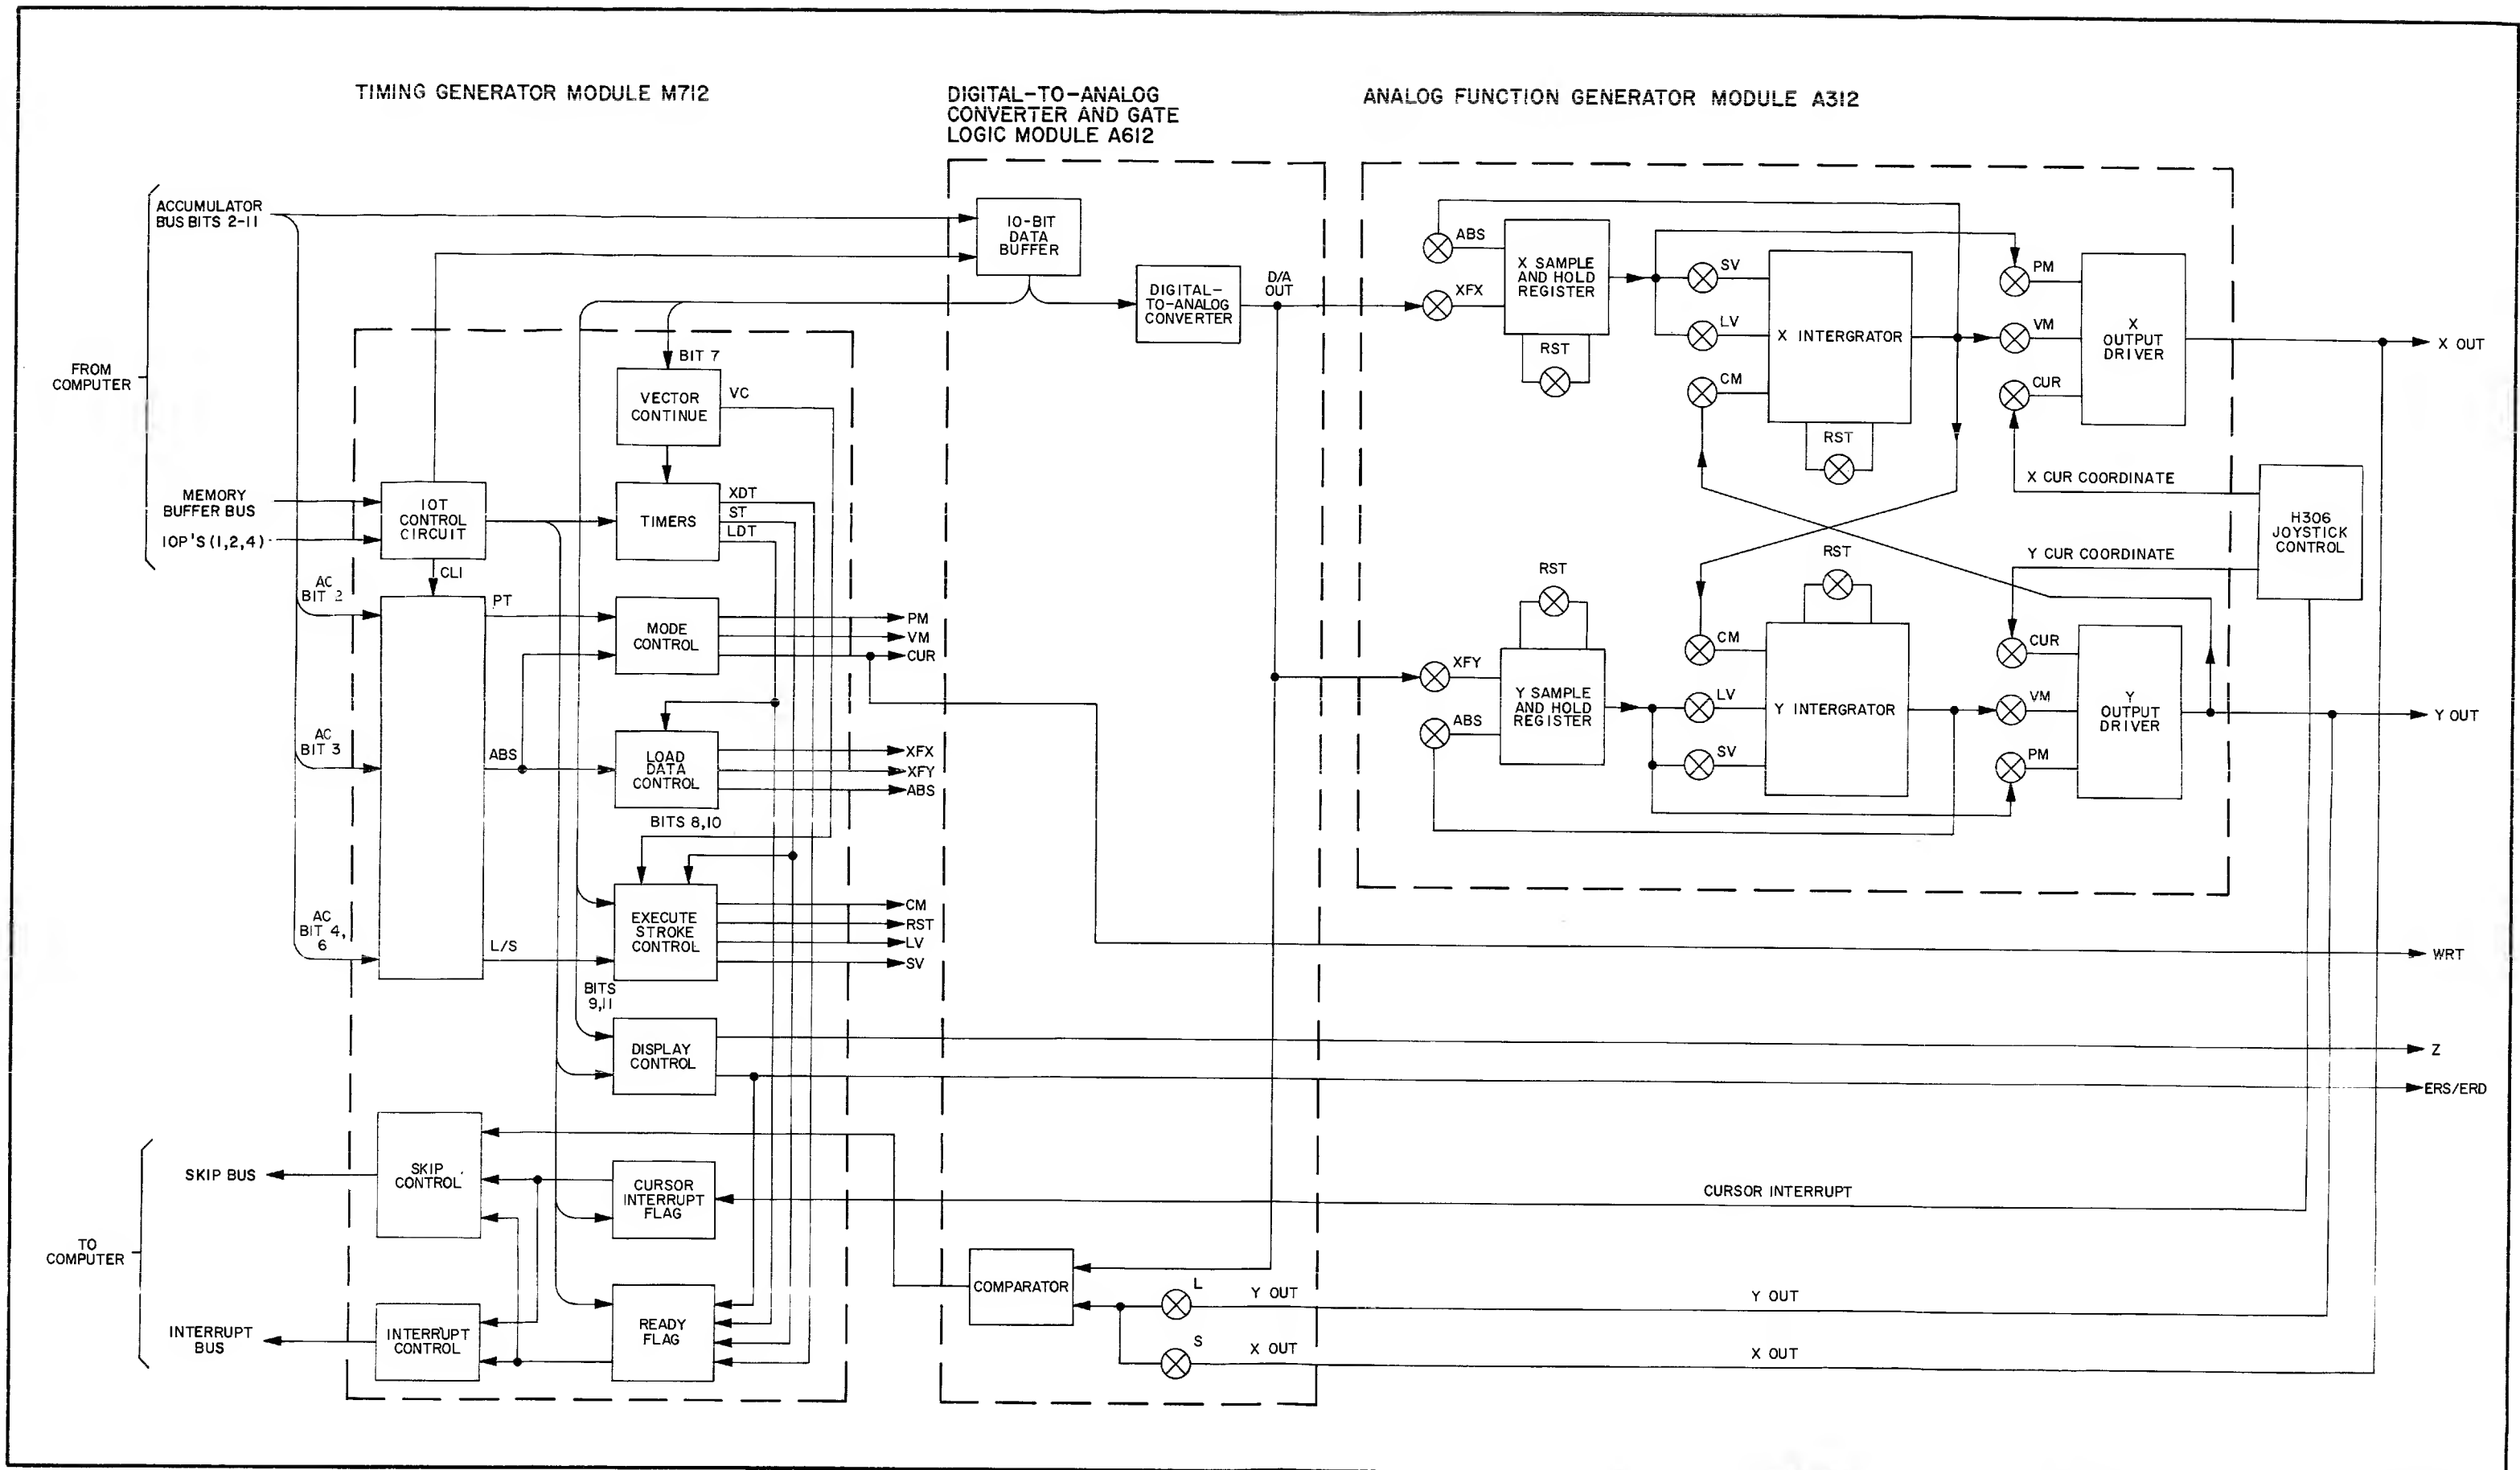 TIMING GENERATOR MODULE M712
DIGITAL-TO-ANALOG
CONVERTER AND GATE
LOGIC MODULE A612
ANALOG FUNCTION GENERATOR MODULE A312
FROM
COMPUTER
ACCUMULATOR
BUS BITS 2-11
MEMORY
BUFFER BUS
IOP'S (1,2,4)
AC
BIT 2
AC
BIT 3
AC
BIT 4,
6
IOT
CONTROL
CIRCUIT
CLI
PT
ABS
L/S
BIT 7
VECTOR
CONTINUE
VC
TIMERS
XDT
ST
LDT
MODE
CONTROL
PM
VM
CUR
LOAD
DATA
CONTROL
XFX
XFY
ABS
BITS 8,10
EXECUTE
STROKE
CONTROL
CM
RST
LV
SV
BITS
9,11
DISPLAY
CONTROL
SKIP
CONTROL
CURSOR
INTERRUPT
FLAG
INTERRUPT
CONTROL
READY
FLAG
TO
COMPUTER
SKIP BUS
INTERRUPT
BUS
10-BIT
DATA
BUFFER
DIGITAL-
TO-ANALOG
CONVERTER
D/A
OUT
COMPARATOR
L
Y OUT
S
X OUT
ABS
XFX
X SAMPLE
AND HOLD
REGISTER
RST
SV
LV
CM
X INTERGRATOR
RST
PM
VM
CUR
X
OUTPUT
DRIVER
X OUT
X CUR COORDINATE
H306
JOYSTICK
CONTROL
Y CUR COORDINATE
RST
RST
XFY
ABS
Y SAMPLE
AND HOLD
REGISTER
CM
LV
SV
Y INTERGRATOR
CUR
VM
PM
Y
OUTPUT
DRIVER
Y OUT
WRT
Z
ERS/ERD
CURSOR INTERRUPT
Y OUT
X OUT